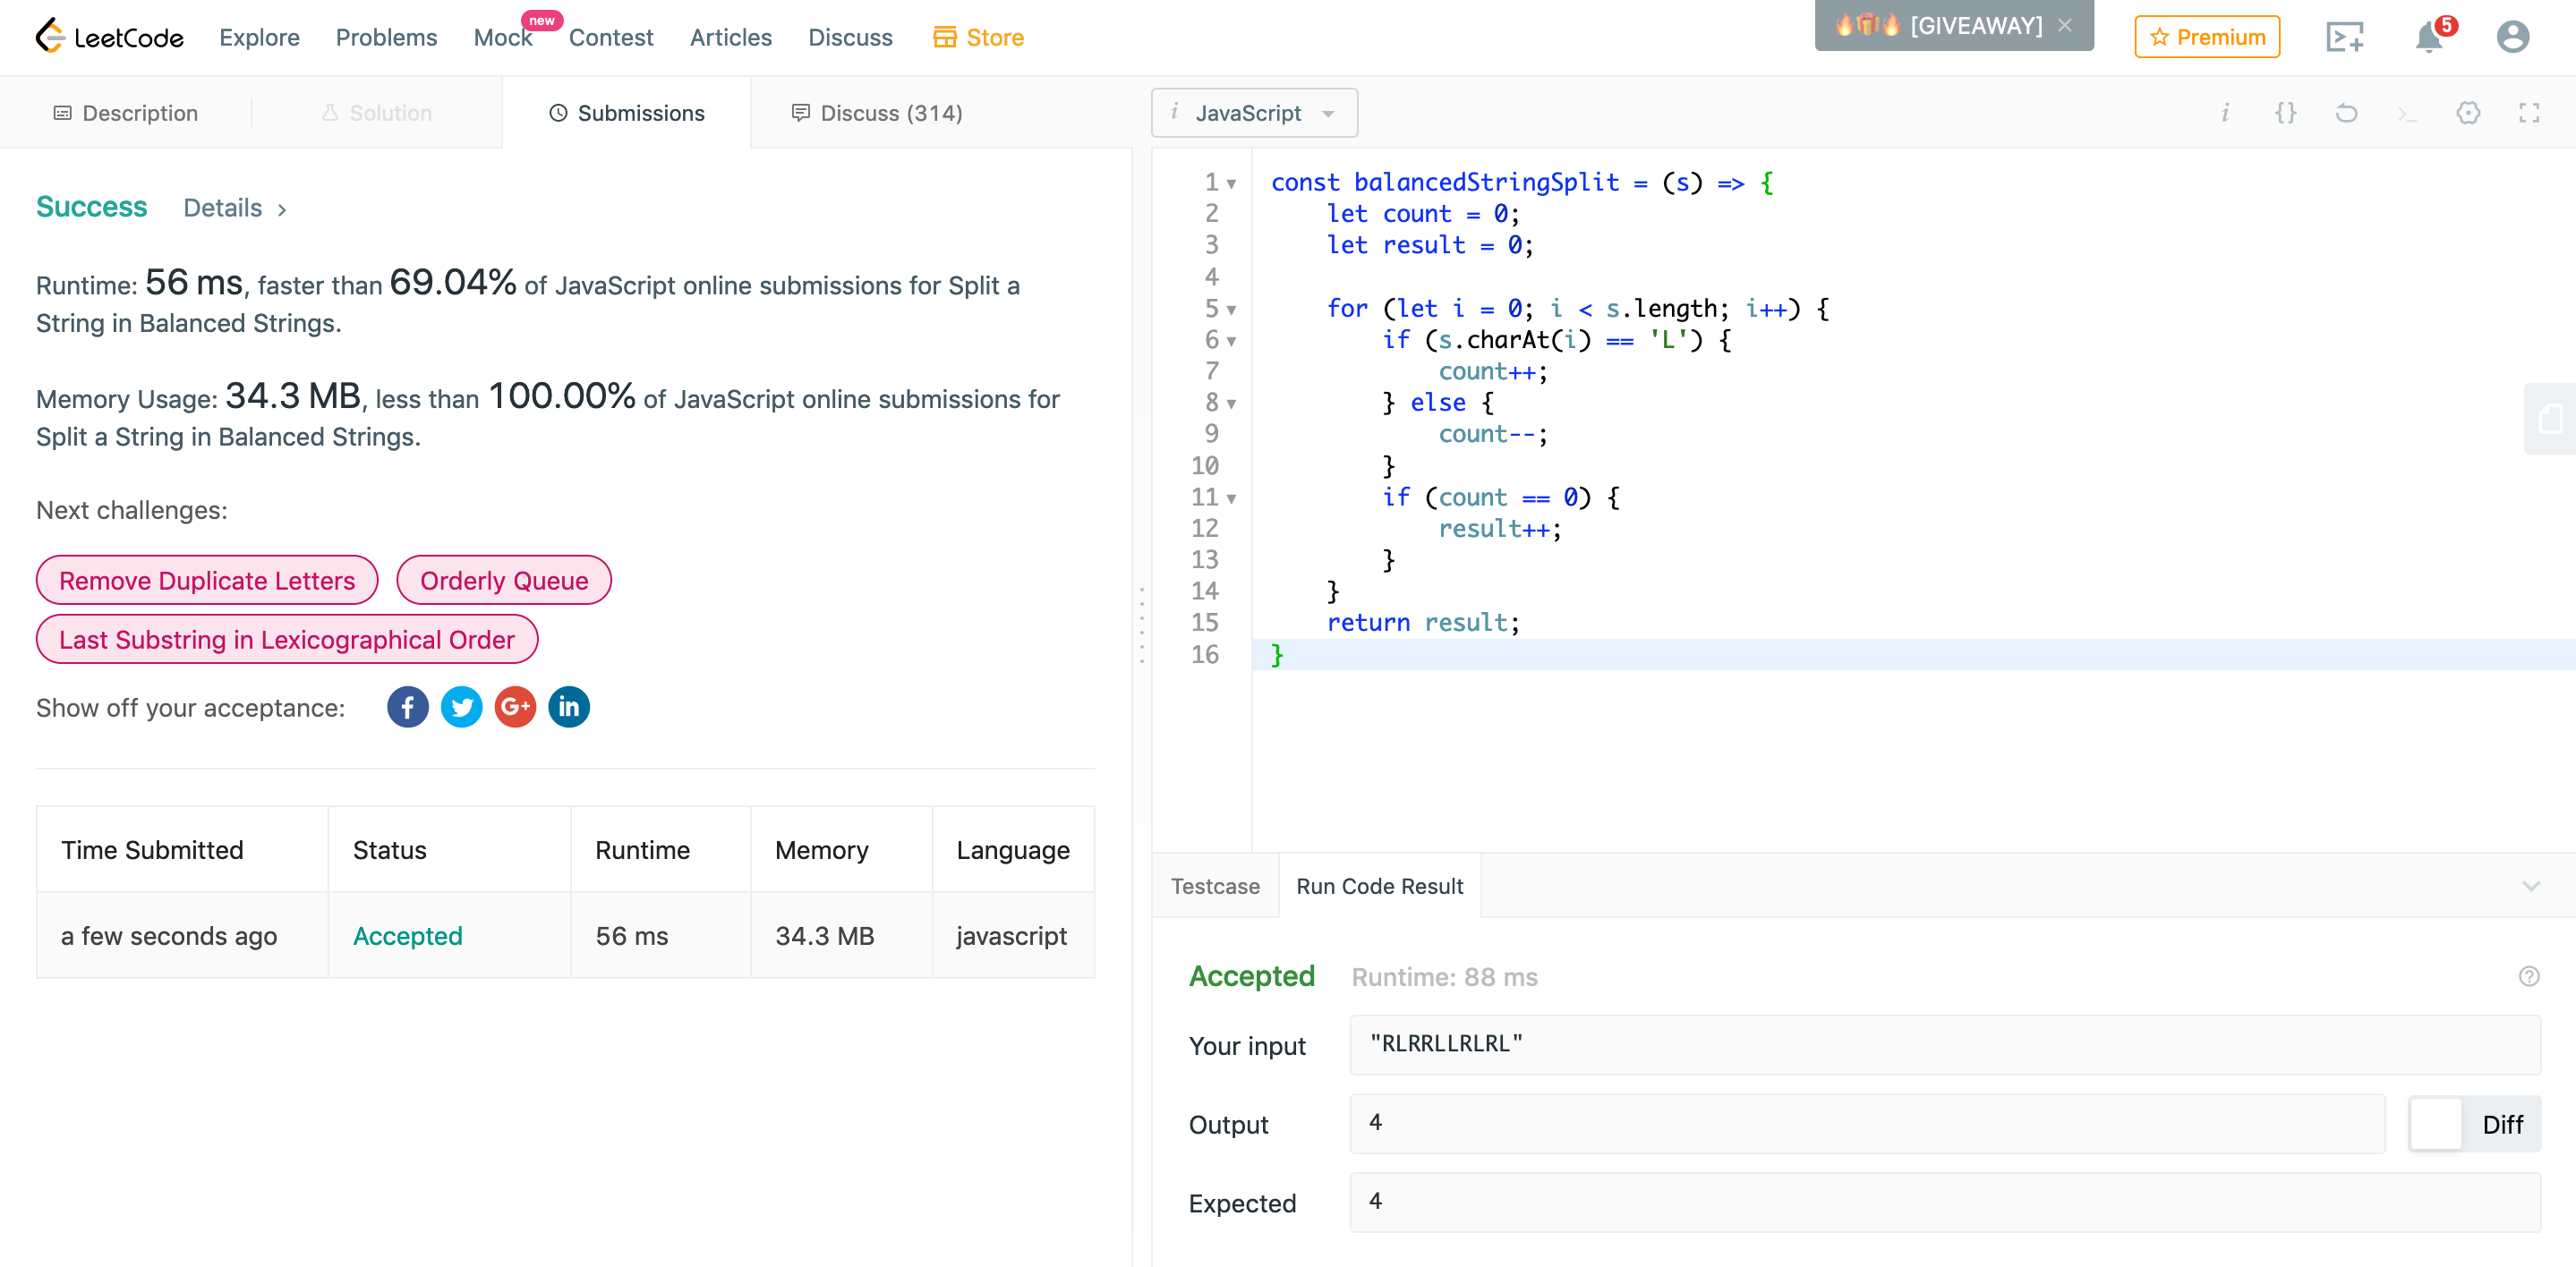 LeetCode Explore Problems Mock new Contest Articles Discuss Store [GIVEAWAY] × Premium 5
Description Solution Submissions Discuss (314)
Success Details >
Runtime: 56 ms, faster than 69.04% of JavaScript online submissions for Split a
String in Balanced Strings.
Memory Usage: 34.3 MB, less than 100.00% of JavaScript online submissions for
Split a String in Balanced Strings.
Next challenges:
Remove Duplicate Letters Orderly Queue
Last Substring in Lexicographical Order
Show off your acceptance: f G+ in
Time Submitted Status Runtime Memory Language
a few seconds ago Accepted 56 ms 34.3 MB javascript
i JavaScript i {} >_
1 const balancedStringSplit = (s) => {
2     let count = 0;
3     let result = 0;
4
5     for (let i = 0; i < s.length; i++) {
6         if (s.charAt(i) == 'L') {
7             count++;
8         } else {
9             count--;
10         }
11         if (count == 0) {
12             result++;
13         }
14     }
15     return result;
16 }
Testcase Run Code Result
Accepted Runtime: 88 ms ?
Your input "RLRRLLRLRL"
Output 4 Diff
Expected 4